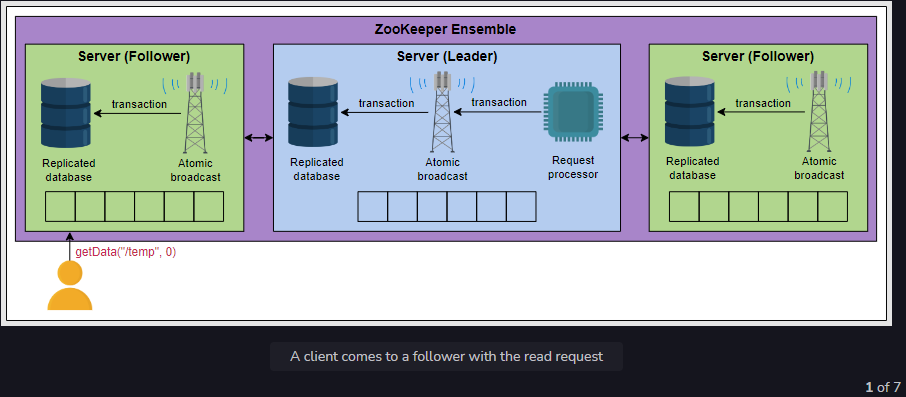 ZooKeeper Ensemble
Server (Follower)
transaction
Replicated
database
Atomic
broadcast
Server (Leader)
transaction
transaction
Replicated
database
Atomic
broadcast
Request
processor
Server (Follower)
transaction
Replicated
database
Atomic
broadcast
getData("/temp", 0)
A client comes to a follower with the read request
1 of 7